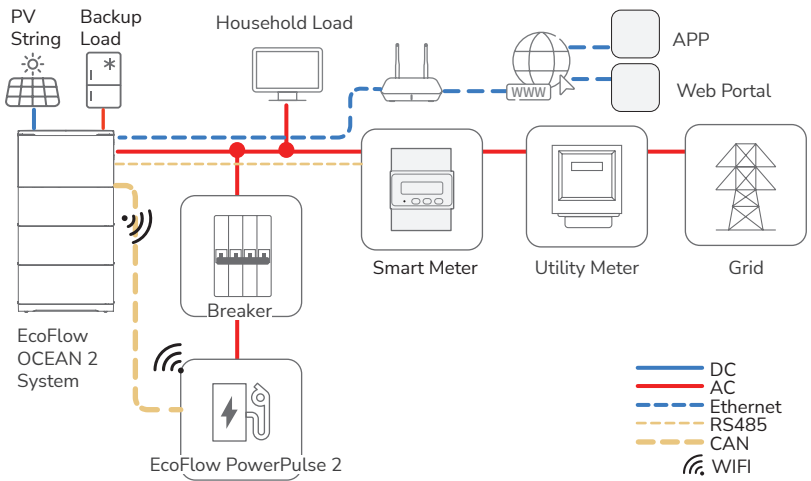 PV
String
Backup
Load
Household Load
WWW
APP
Web Portal
Smart Meter
Utility Meter
Grid
Breaker
EcoFlow
OCEAN 2
System
EcoFlow PowerPulse 2
DC
AC
Ethernet
RS485
CAN
WIFI